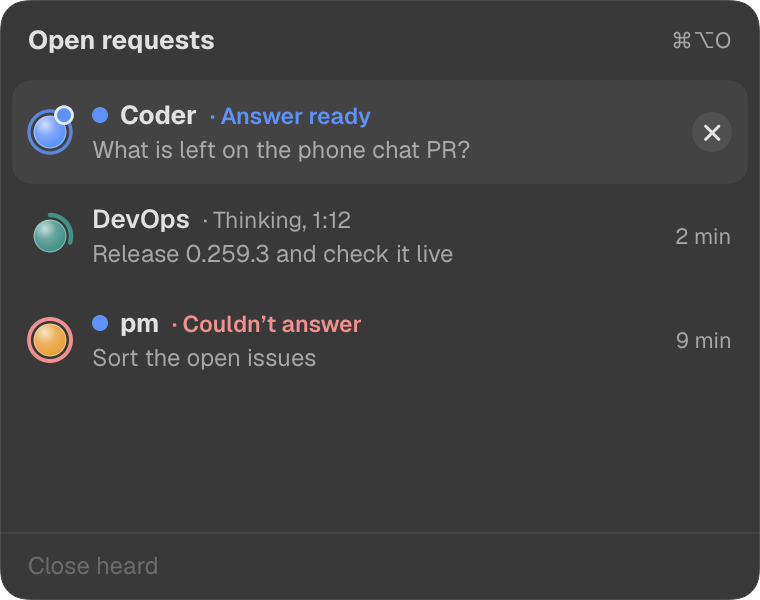 Open requests ⌘⌥O
Coder · Answer ready
What is left on the phone chat PR?
DevOps · Thinking, 1:12
Release 0.259.3 and check it live
2 min
pm · Couldn’t answer
Sort the open issues
9 min
Close heard